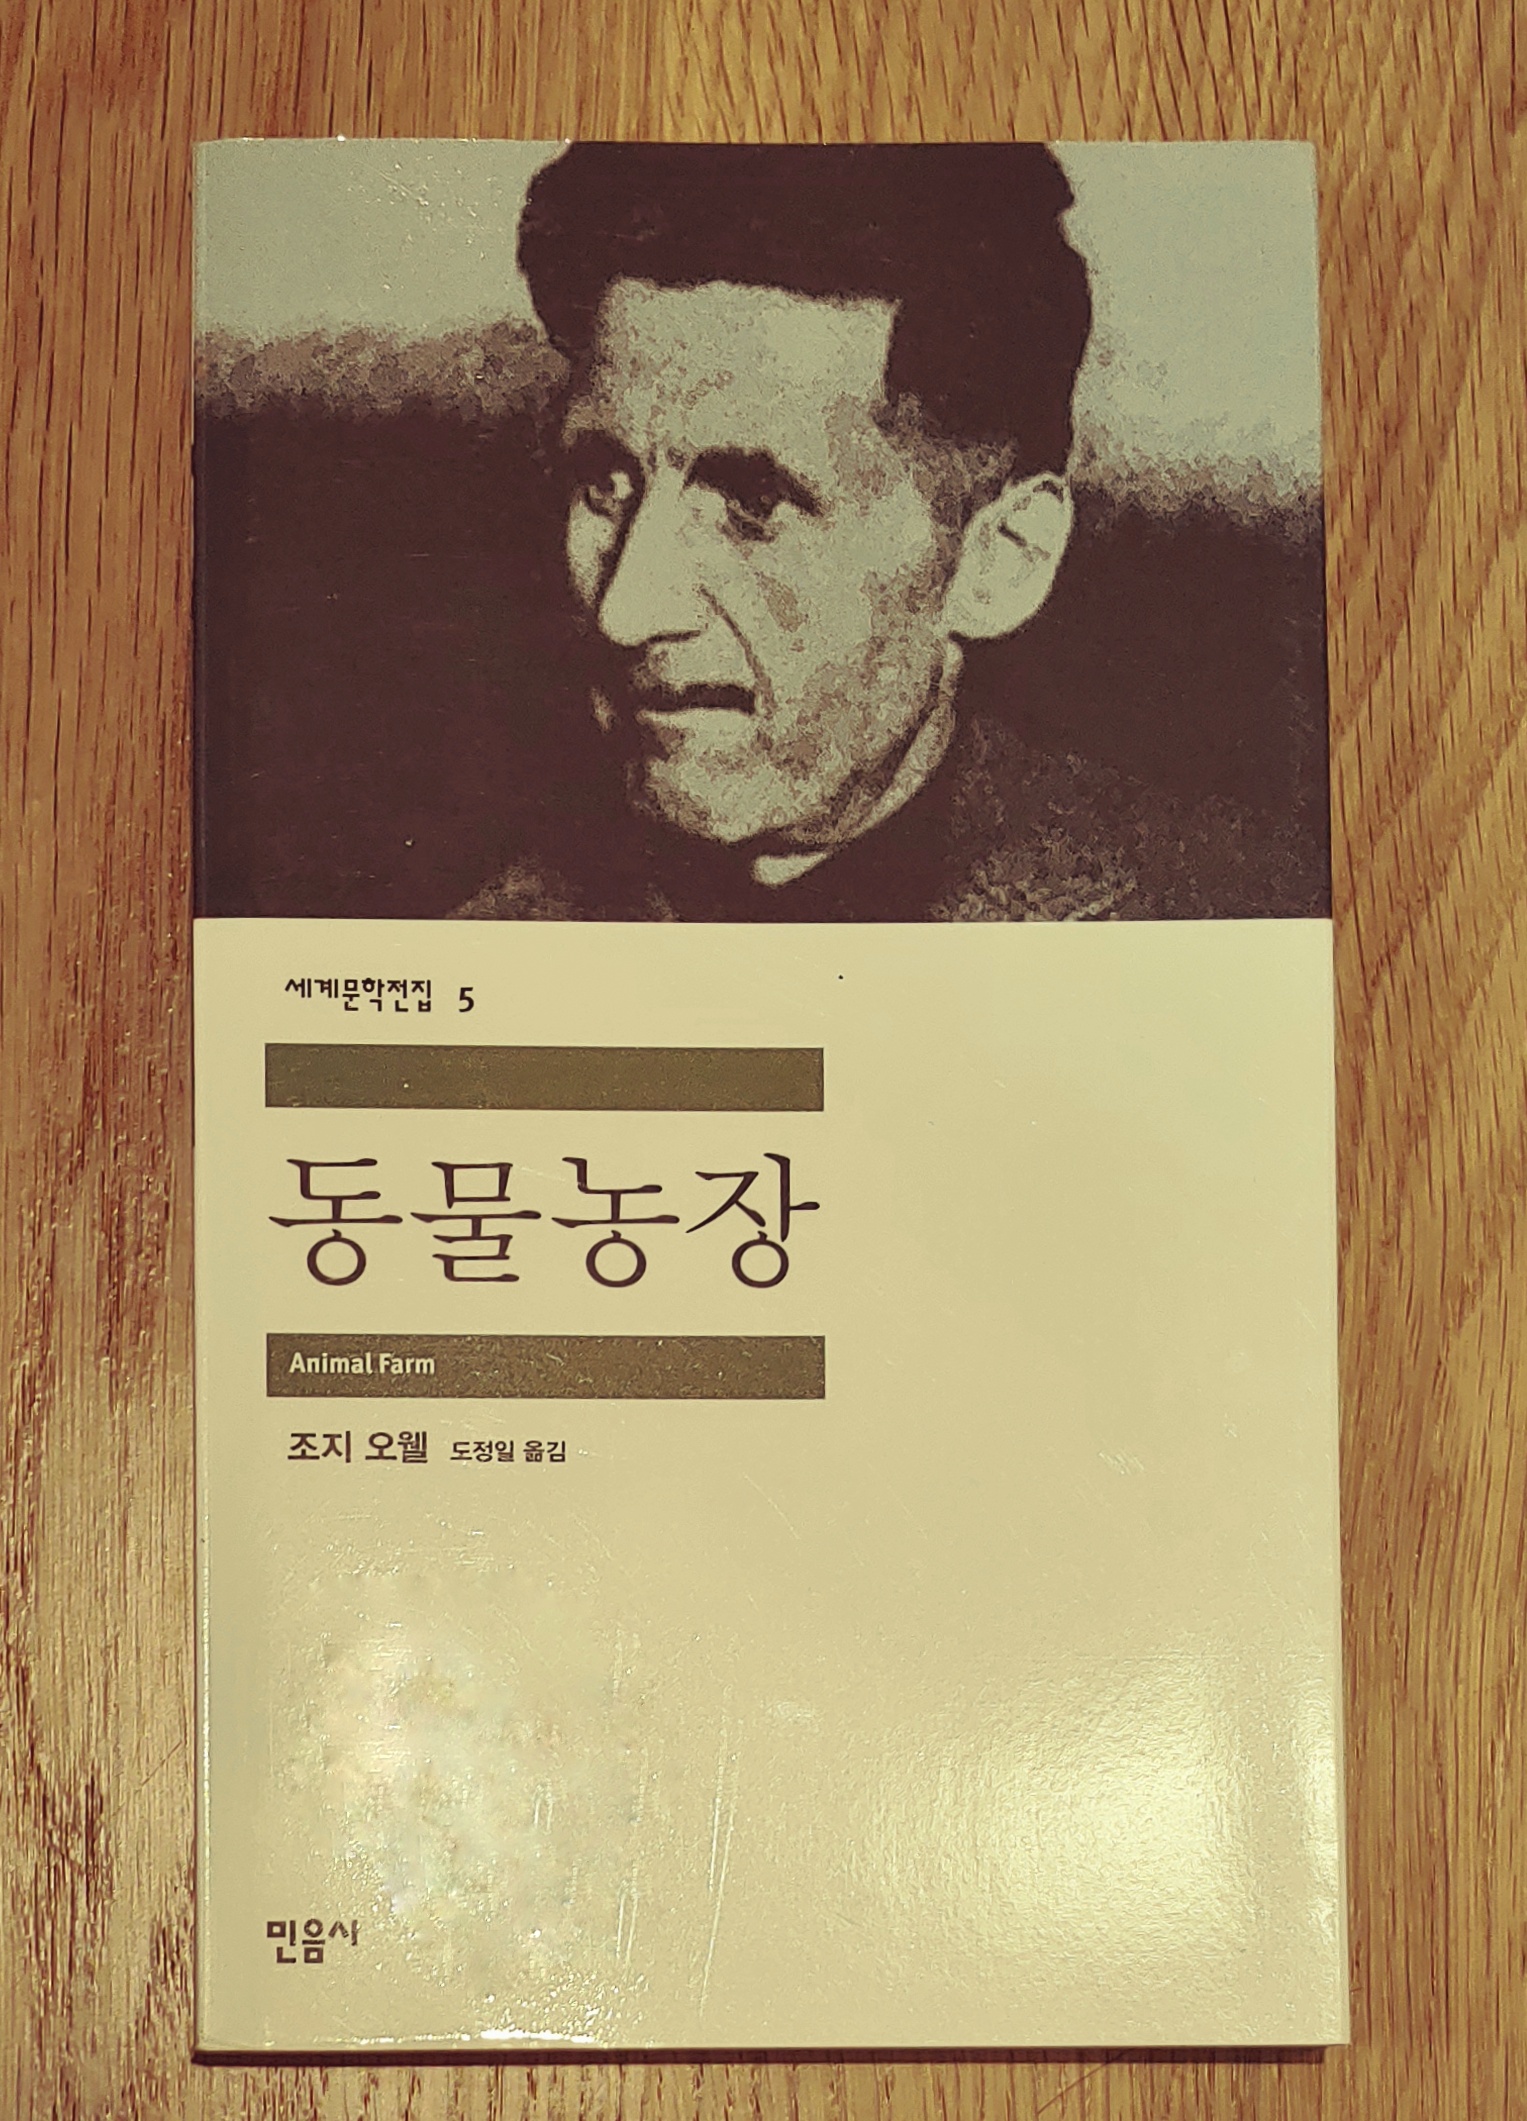 세계문학전집 5
동물농장
Animal Farm
조지 오웰 도정일 옮김
민음사